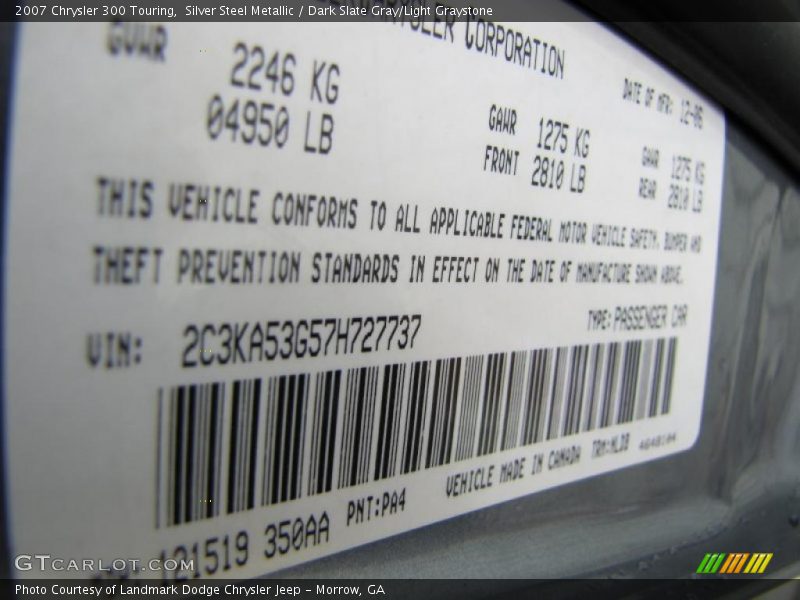 2007 Chrysler 300 Touring, Silver Steel Metallic / Dark Slate Gray/Light Graystone
CORPORATION
GVWR
DATE OF MFR: 12-06
2246 KG
04950 LB
GAWR 1275 KG
FRONT 2810 LB
GAWR 1275 KG
REAR 2810 LB
THIS VEHICLE CONFORMS TO ALL APPLICABLE FEDERAL MOTOR VEHICLE SAFETY, BUMPER AND
THEFT PREVENTION STANDARDS IN EFFECT ON THE DATE OF MANUFACTURE SHOWN ABOVE.
VIN: 2C3KA53G57H727737
TYPE: PASSENGER CAR
VEHICLE MADE IN CANADA TRM:MLD8
121519 350AA PNT:PA4
GTCARLOT.COM
Photo Courtesy of Landmark Dodge Chrysler Jeep – Morrow, GA